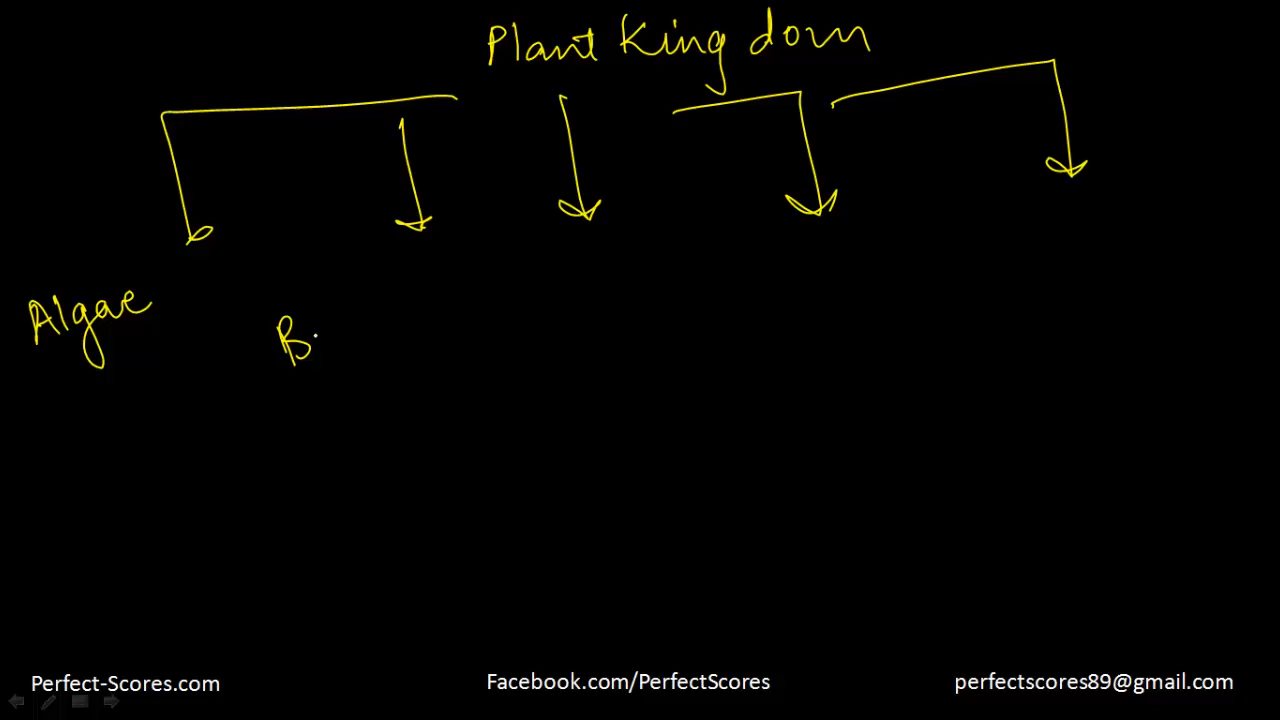 Plant Kingdom
Algae
B
Perfect-Scores.com
Facebook.com/PerfectScores
perfectscores89@gmail.com